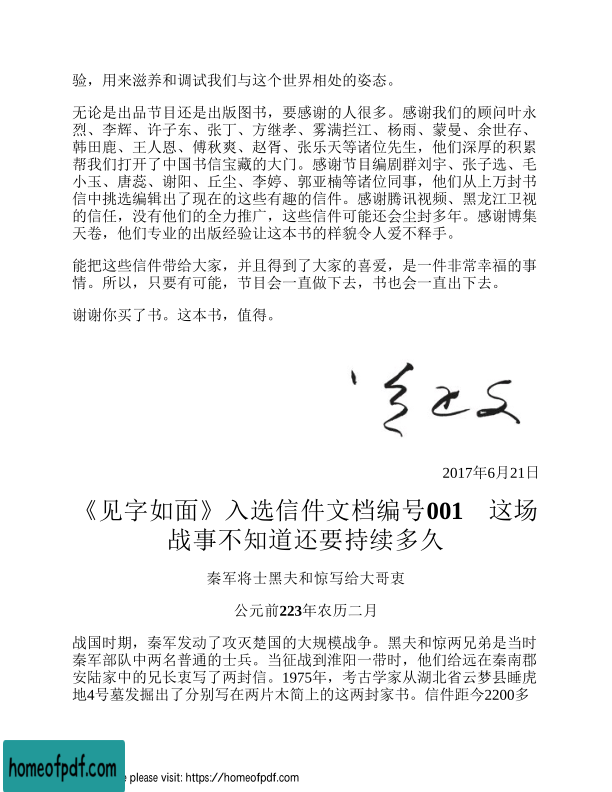 验，用来滋养和调试我们与这个世界相处的姿态。
无论是出品节目还是出版图书，要感谢的人很多。感谢我们的顾问叶永
烈、李辉、许子东、张丁、方继孝、雾满拦江、杨雨、蒙曼、余世存、
韩田鹿、王人恩、傅秋爽、赵胥、张乐天等诸位先生，他们深厚的积累
帮我们打开了中国书信宝藏的大门。感谢节目编剧群刘宇、张子选、毛
小玉、唐蕊、谢阳、丘尘、李婷、郭亚楠等诸位同事，他们从上万封书
信中挑选编辑出了现在的这些有趣的信件。感谢腾讯视频、黑龙江卫视
的信任，没有他们的全力推广，这些信件可能还会尘封多年。感谢博集
天卷，他们专业的出版经验让这本书的样貌令人爱不释手。
能把这些信件带给大家，并且得到了大家的喜爱，是一件非常幸福的事
情。所以，只要有可能，节目会一直做下去，书也会一直出下去。
谢谢你买了书。这本书，值得。
2017年6月21日
《见字如面》入选信件文档编号001　这场
战事不知道还要持续多久
秦军将士黑夫和惊写给大哥衷
公元前223年农历二月
战国时期，秦军发动了攻灭楚国的大规模战争。黑夫和惊两兄弟是当时
秦军部队中两名普通的士兵。当征战到淮阳一带时，他们给远在秦南郡
安陆家中的兄长衷写了两封信。1975年，考古学家从湖北省云梦县睡虎
地4号墓发掘出了分别写在两片木简上的这两封家书。信件距今2200多
homeofpdf.com
e please visit: https://homeofpdf.com